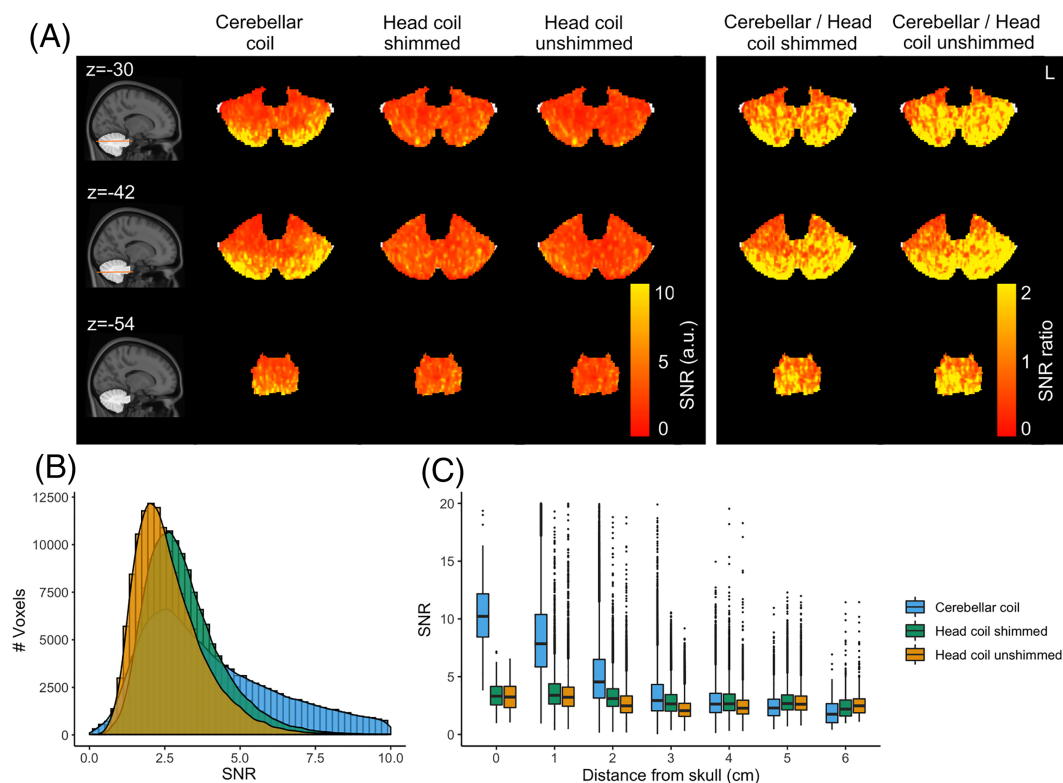 (A)
Cerebellar
coil
Head coil
shimmed
Head coil
unshimmed
Cerebellar / Head
coil shimmed
Cerebellar / Head
coil unshimmed
z=-30
L
z=-42
z=-54
10
5
0
SNR (a.u.)
2
1
0
SNR ratio
(B)
12500
10000
7500
5000
2500
0
# Voxels
0.0
2.5
5.0
7.5
10.0
SNR
(C)
20
15
10
5
0
SNR
0
1
2
3
4
5
6
Distance from skull (cm)
Cerebellar coil
Head coil shimmed
Head coil unshimmed